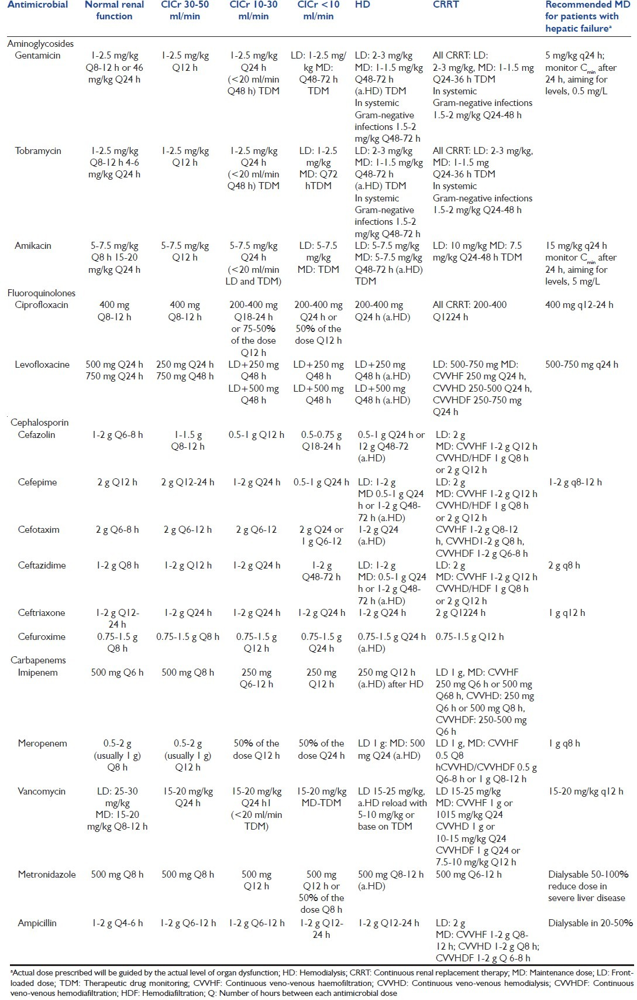 Antimicrobial
Normal renal
function
ClCr 30-50
ml/min
ClCr 10-30
ml/min
ClCr <10
ml/min
HD
CRRT
Recommended MD
for patients with
hepatic failureᵃ
Aminoglycosides
Gentamicin
1-2.5 mg/kg
Q8-12 h or 46
mg/kg Q24 h
1-2.5 mg/kg
Q12 h
1-2.5 mg/kg
Q24 h
(<20 ml/min
Q48 h) TDM
LD: 1-2.5 mg/
kg MD:
Q48-72 h
TDM
LD: 2-3 mg/kg
MD: 1-1.5 mg/kg
Q48-72 h
(a.HD) TDM
In systemic
Gram-negative
infections 1.5-2
mg/kg Q48-72 h
All CRRT: LD:
2-3 mg/kg, MD: 1-1.5 mg
Q24-36 h TDM
In systemic
Gram-negative infections
1.5-2 mg/kg Q24-48 h
5 mg/kg q24 h;
monitor Cmin after
24 h, aiming for
levels, 0.5 mg/L
Tobramycin
1-2.5 mg/kg
Q8-12 h 4-6
mg/kg Q24 h
1-2.5 mg/kg
Q12 h
1-2.5 mg/kg
Q24 h
(<20 ml/min
Q48 h) TDM
LD: 1-2.5
mg/kg
MD: Q72
hTDM
LD: 2-3 mg/kg
MD: 1-1.5 mg/kg
Q48-72 h
(a.HD) TDM
In systemic
Gram-negative
infections 1.5-2
mg/kg Q48-72 h
All CRRT: LD: 2-3 mg/kg,
MD: 1-1.5 mg
Q24-36 h TDM
In systemic
Gram-negative infections
1.5-2 mg/kg Q24-48 h
Amikacin
5-7.5 mg/kg
Q8 h 15-20
mg/kg Q24 h
5-7.5 mg/kg
Q12 h
5-7.5 mg/kg
Q24 h
(<20 ml/min
LD and TDM)
LD: 5-7.5
mg/kg
MD: TDM
LD: 5-7.5 mg/kg
MD: 5-7.5 mg/kg
Q48-72 h (a.HD)
TDM
LD: 10 mg/kg MD: 7.5
mg/kg Q24-48 h TDM
15 mg/kg q24 h
monitor Cmin after
24 h, aiming for
levels, 5 mg/L
Fluoroquinolones
Ciprofloxacin
400 mg
Q8-12 h
400 mg
Q8-12 h
200-400 mg
Q18-24 h
or 75-50%
of the dose
Q12 h
200-400 mg
Q24 h or
50% of the
dose Q12 h
200-400 mg
Q24 h (a.HD)
All CRRT: 200-400
Q1224 h
400 mg q12-24 h
Levofloxacine
500 mg Q24 h
750 mg Q24 h
250 mg Q24 h
750 mg Q48 h
LD+250 mg
Q48 h
LD+500 mg
Q48 h
LD+250 mg
Q48 h
LD+500 mg
Q48 h
LD+250 mg
Q48 h (a.HD)
LD+500 mg
Q48 h (a.HD)
LD: 500-750 mg MD:
CVVHF 250 mg Q24 h,
CVVHD 250-500 Q24 h,
CVVHDF 250-750 mg
Q24 h
500-750 mg q24 h
Cephalosporin
Cefazolin
1-2 g Q6-8 h
1-1.5 g
Q8-12 h
0.5-1 g Q12 h
0.5-0.75 g
Q18-24 h
0.5-1 g Q24 h or
12 g Q48-72
(a.HD)
LD: 2 g
MD: CVVHF 1-2 g Q12 h
CVVHD/HDF 1 g Q8 h
or 2 g Q12 h
Cefepime
2 g Q12 h
2 g Q12-24 h
1-2 g Q24 h
0.5-1 g Q24 h
LD: 1-2 g
MD 0.5-1 g Q24
h or 1-2 g Q48-
72 h (a.HD)
LD: 2 g
MD: CVVHF 1-2 g Q12 h
CVVHD/HDF 1 g Q8 h
or 2 g Q12 h
1-2 g q8-12 h
Cefotaxim
2 g Q6-8 h
2 g Q6-12 h
2 g Q6-12
2 g Q24 or
1 g Q6-12
1-2 g Q24
(a.HD)
CVVHF 1-2 g Q8-12
h, CVVHD1-2 g Q8 h,
CVVHDF 1-2 g Q6-8 h
Ceftazidime
1-2 g Q8 h
1-2 g Q12 h
1-2 g Q24 h
1-2 g
Q48-72 h
LD: 1-2 g
MD: 0.5-1 g Q24
h or 1-2 g Q48-
72 h (a.HD)
LD: 2 g
MD: CVVHF 1-2 g Q12 h
CVVHD/HDF 1 g Q8 h
or 2 g Q12 h
2 g q8 h
Ceftriaxone
1-2 g Q12-
24 h
1-2 g Q24 h
1-2 g Q24 h
1-2 g Q24 h
1-2 g Q24 h
2 g Q1224 h
1 g q12 h
Cefuroxime
0.75-1.5 g
Q8 h
0.75-1.5 g Q8 h
0.75-1.5 g
Q12 h
0.75-1.5 g
Q24 h
0.75-1.5 g Q24 h
(a.HD)
0.75-1.5 g Q12 h
Carbapenems
Imipenem
500 mg Q6 h
500 mg Q8 h
250 mg
Q6-12 h
250 mg
Q12 h
250 mg Q12 h
(a.HD) after HD
LD 1 g, MD: CVVHF
250 mg Q6 h or 500 mg
Q68 h, CVVHD: 250 mg
Q6 h or 500 mg Q8 h,
CVVHDF: 250-500 mg
Q6 h
Meropenem
0.5-2 g
(usually 1 g)
Q8 h
0.5-2 g
(usually 1 g)
Q12 h
50% of the
dose Q12 h
50% of the
dose Q24 h
LD 1 g: MD: 500
mg Q24 (a.HD)
LD 1 g, MD: CVVHF
0.5 Q8
hCVVHD/CVVHDF 0.5 g
Q6-8 h or 1 g Q8-12 h
1 g q8 h
Vancomycin
LD: 25-30
mg/kg
MD: 15-20
mg/kg Q8-12 h
15-20 mg/kg
Q24 h
15-20 mg/kg
Q24 h1
(<20 ml/min
TDM)
15-20 mg/kg
MD-TDM
LD 15-25 mg/kg,
a.HD reload with
5-10 mg/kg or
base on TDM
LD 15-25 mg/kg
MD: CVVHF 1 g or
1015 mg/kg Q24
CVVHD 1 g or
10-15 mg/kg Q24
CVVHDF 1 g Q24 or
7.5-10 mg/kg Q12 h
15-20 mg/kg q12 h
Metronidazole
500 mg Q8 h
500 mg Q8 h
500 mg
Q12 h
500 mg
Q12 h or
50% of the
dose Q8 h
500 mg Q8-12 h
(a.HD)
500 mg Q6-12 h
Dialysable 50-100%
reduce dose in
severe liver disease
Ampicillin
1-2 g Q4-6 h
1-2 g Q6-12 h
1-2 g Q6-12 h
1-2 g Q12-
24 h
1-2 g Q12-24 h
LD: 2 g
MD: CVVHF 1-2 g Q8-
12 h; CVVHD 1-2 g Q8 h;
CVVHDF 1-2 g Q 6-8 h
Dialysable in 20-50%
ᵃActual dose prescribed will be guided by the actual level of organ dysfunction; HD: Hemodialysis; CRRT: Continuous renal replacement therapy; MD: Maintenance dose; LD: Front-
loaded dose; TDM: Therapeutic drug monitoring; CVVHF: Continuous veno-venous haemofiltration; CVVHD: Continuous veno-venous hemodialysis; CVVHDF: Continuous
veno-venous hemodiafiltration; HDF: Hemodiafiltration; Q: Number of hours between each antimicrobial dose